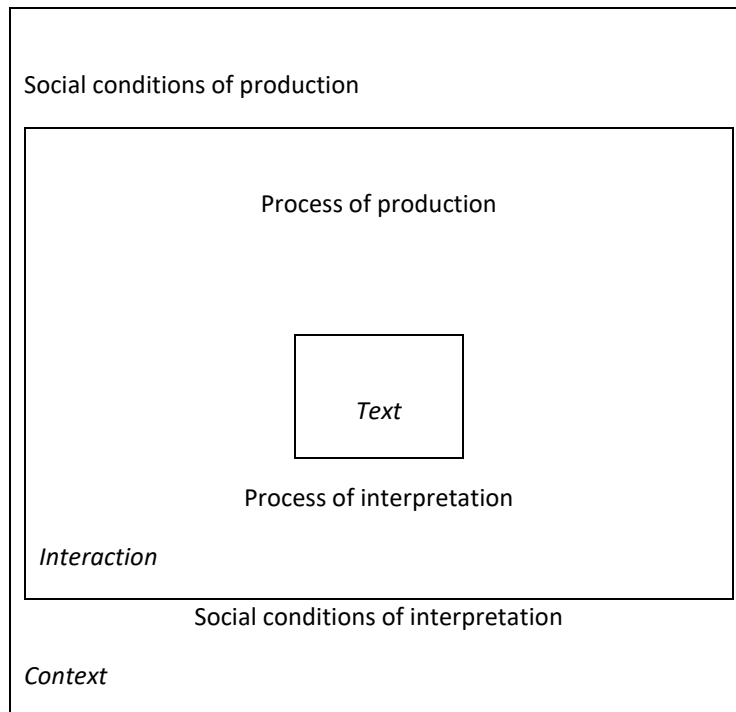 Social conditions of production
Process of production
Text
Process of interpretation
Interaction
Social conditions of interpretation
Context